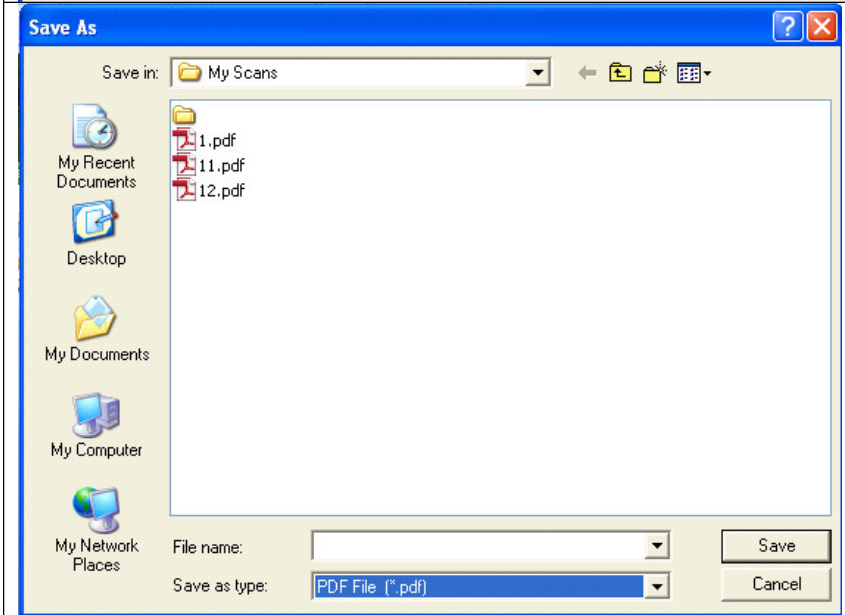 Save As
Save in:
My Scans
My Recent
Documents
Desktop
My Documents
My Computer
My Network
Places
1.pdf
11.pdf
12.pdf
File name:
Save
Save as type:
PDF File (*.pdf)
Cancel